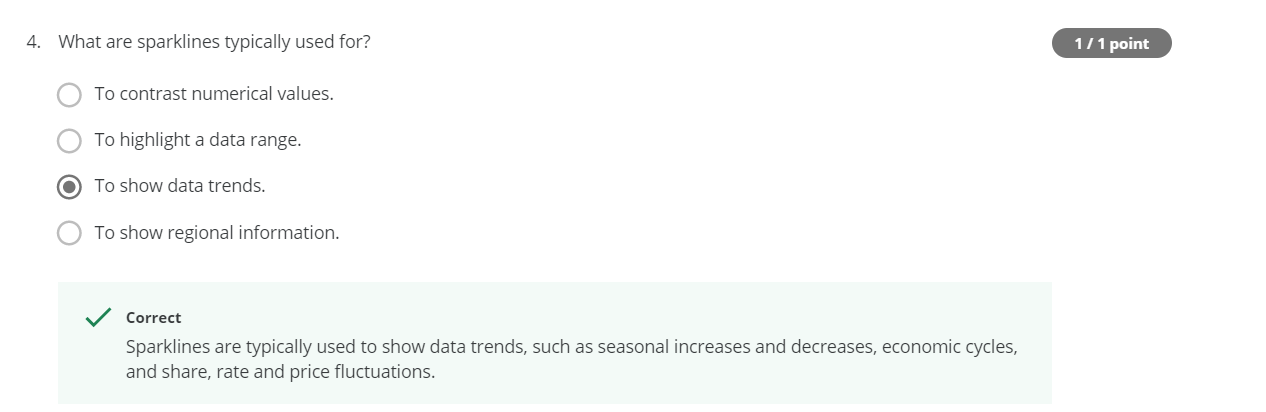 4. What are sparklines typically used for?
1 / 1 point
To contrast numerical values.
To highlight a data range.
To show data trends.
To show regional information.
Correct
Sparklines are typically used to show data trends, such as seasonal increases and decreases, economic cycles,
and share, rate and price fluctuations.